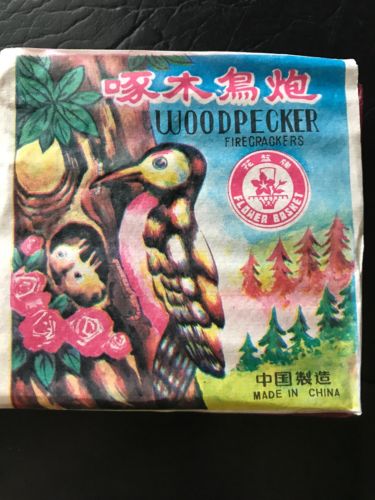 啄木鳥炮
WOODPECKER
FIRECRACKERS
花籃牌
FLOWER BASKET
中国製造
MADE IN CHINA